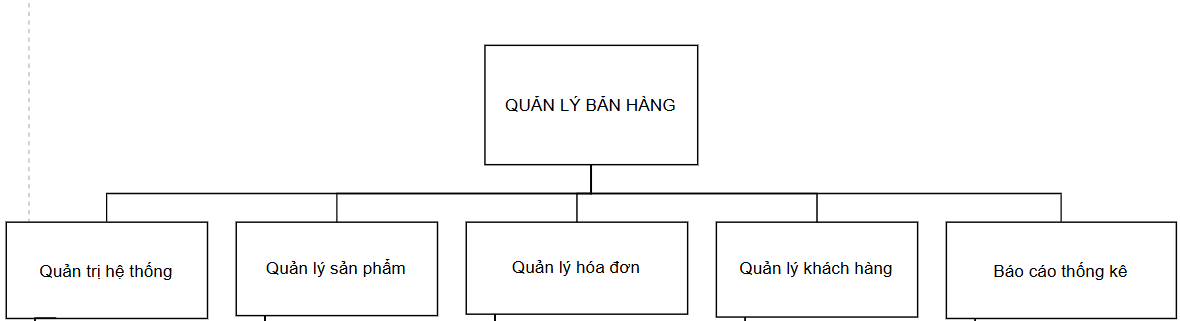 QUẢN LÝ BÁN HÀNG
Quản trị hệ thống
Quản lý sản phẩm
Quản lý hóa đơn
Quản lý khách hàng
Báo cáo thống kê